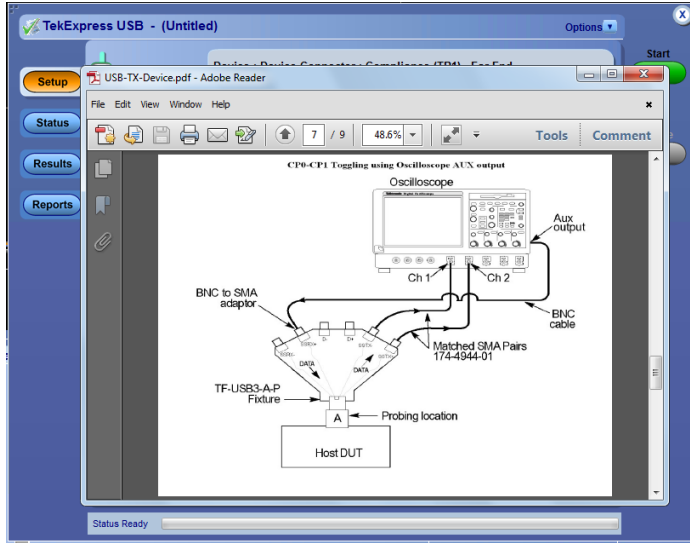 TekExpress USB - (Untitled)
Options
Start
Setup
Status
Results
Reports
USB-TX-Device.pdf - Adobe Reader
File Edit View Window Help
7 / 9
48.6%
Tools
Comment
CP0-CP1 Toggling using Oscilloscope AUX output
Oscilloscope
Aux
output
Ch 1
Ch 2
BNC to SMA
adaptor
BNC
cable
D-
D+
Matched SMA Pairs
174-4944-01
DATA
DATA
TF-USB3-A-P
Fixture
A
Probing location
Host DUT
Status Ready